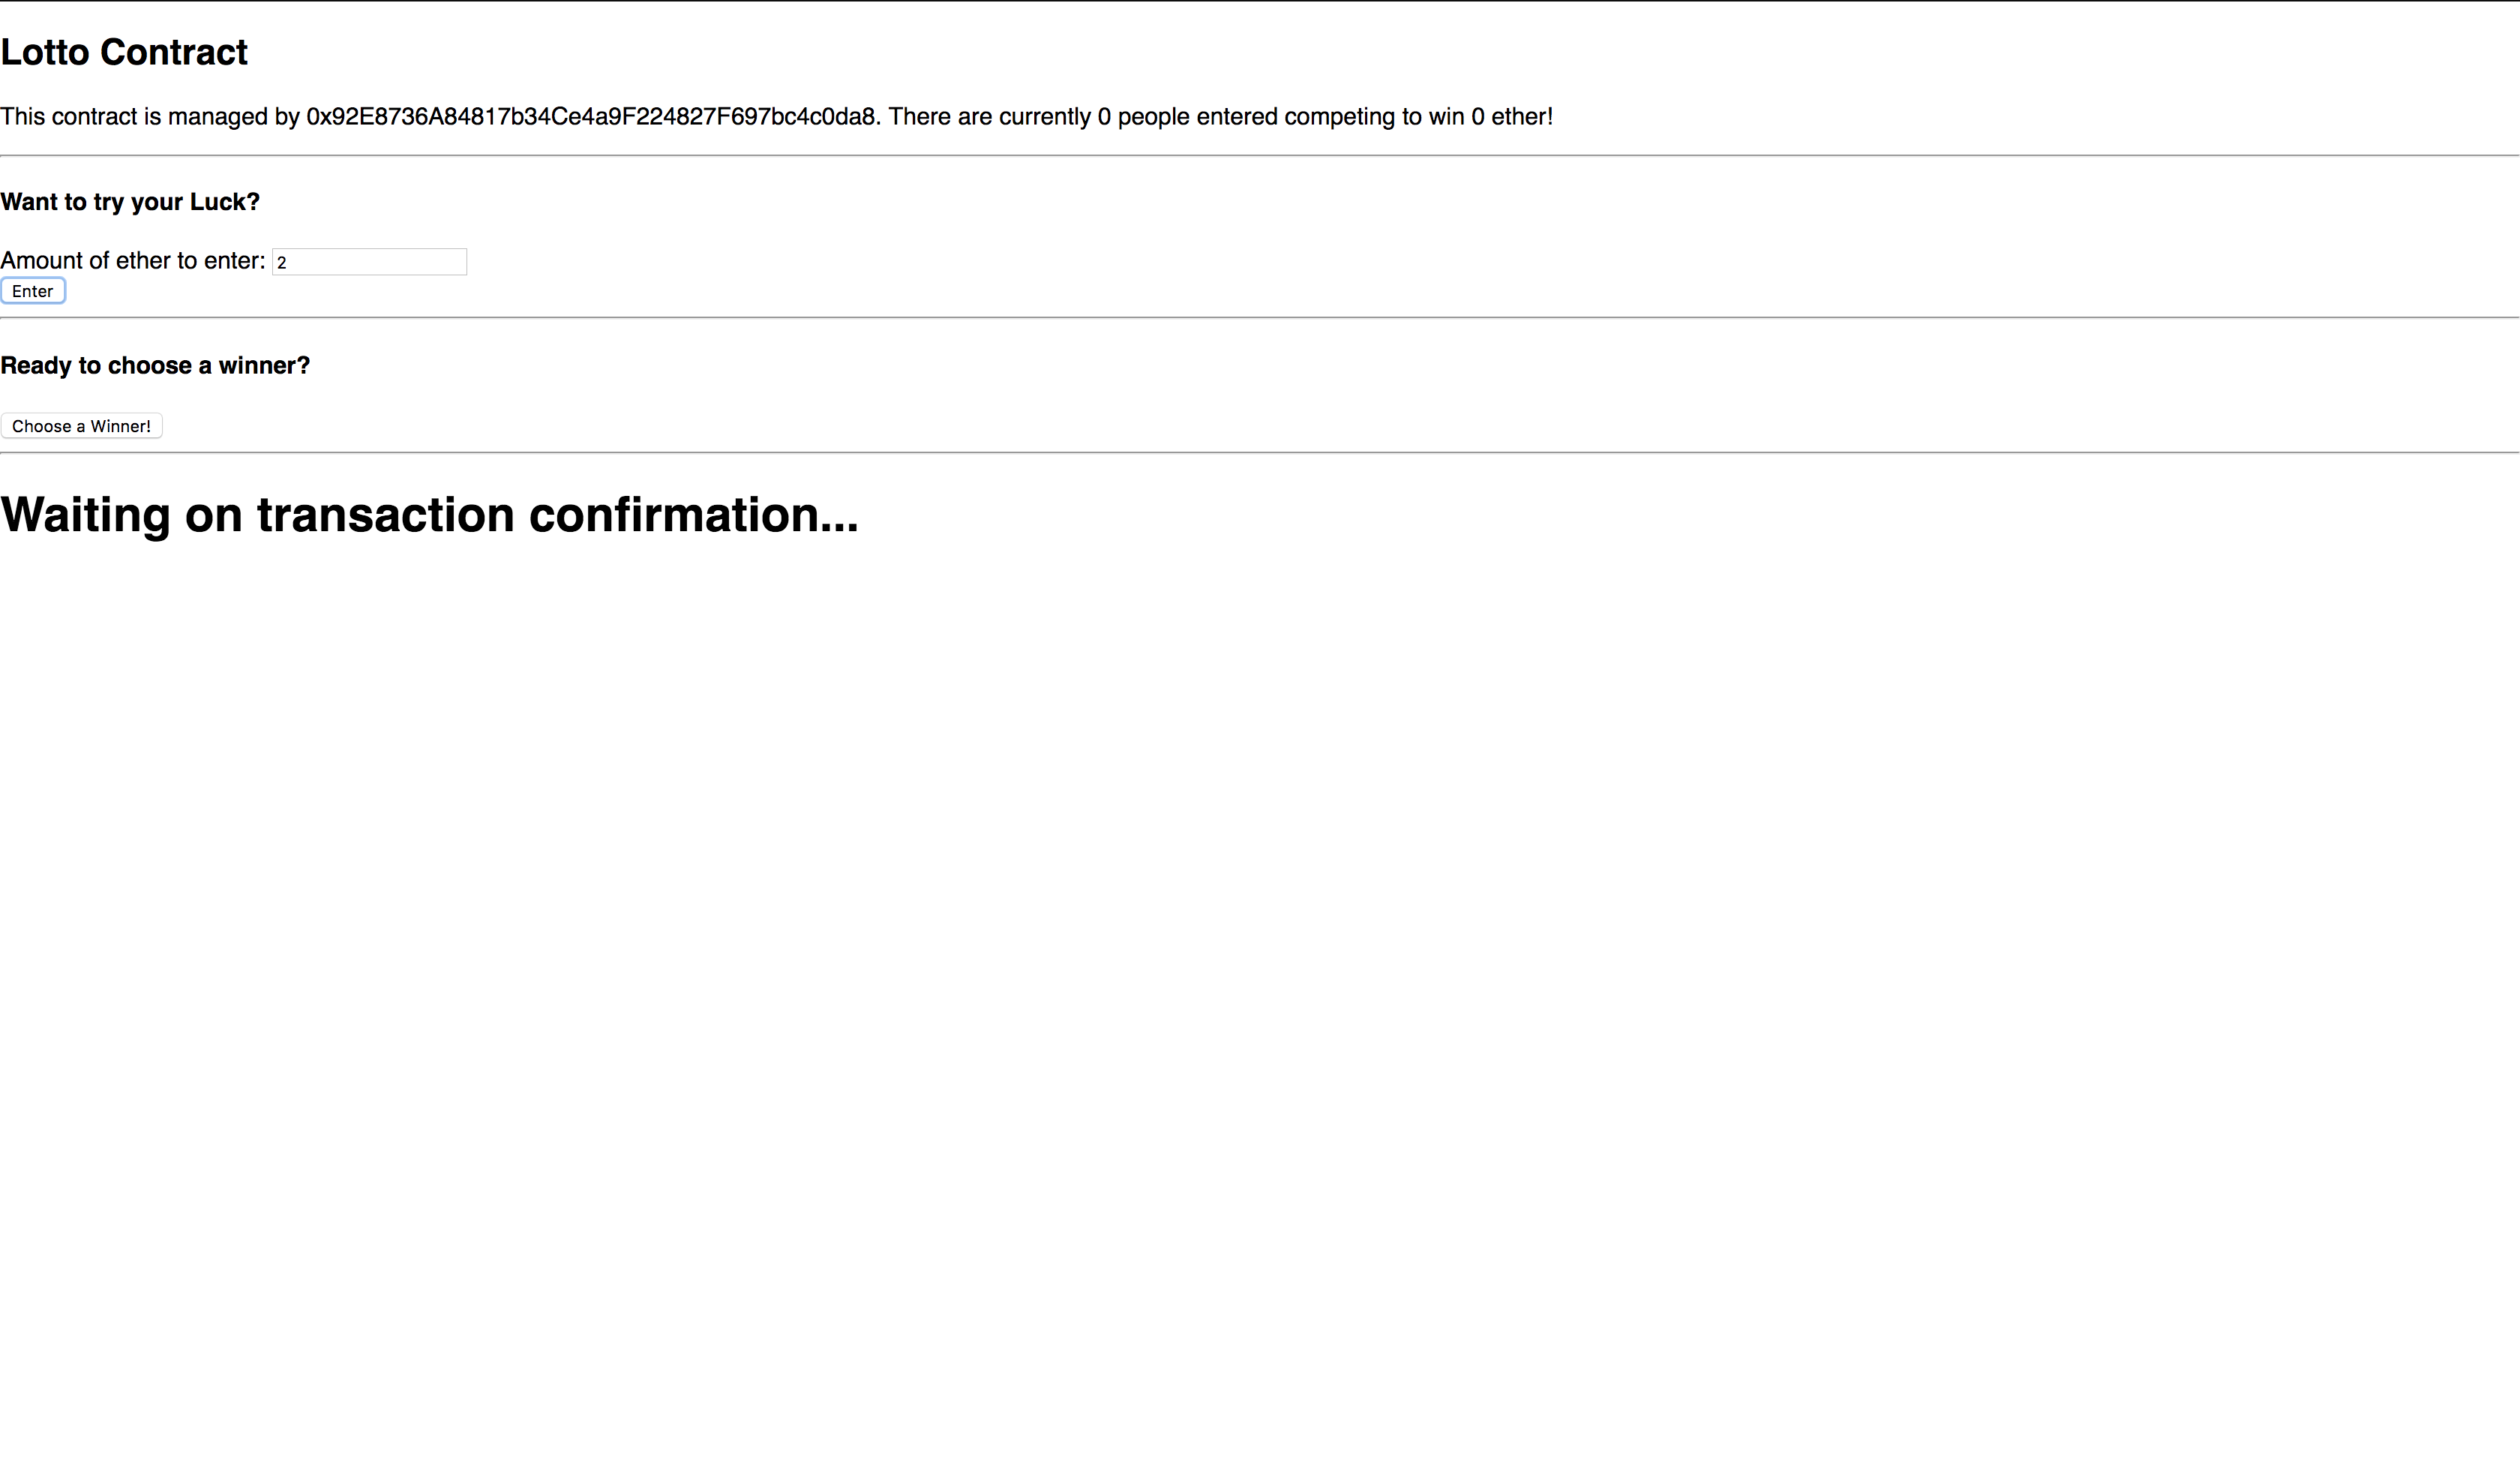 Lotto Contract
This contract is managed by 0x92E8736A84817b34Ce4a9F224827F697bc4c0da8. There are currently 0 people entered competing to win 0 ether!
Want to try your Luck?
Amount of ether to enter: 2
Enter
Ready to choose a winner?
Choose a Winner!
Waiting on transaction confirmation...